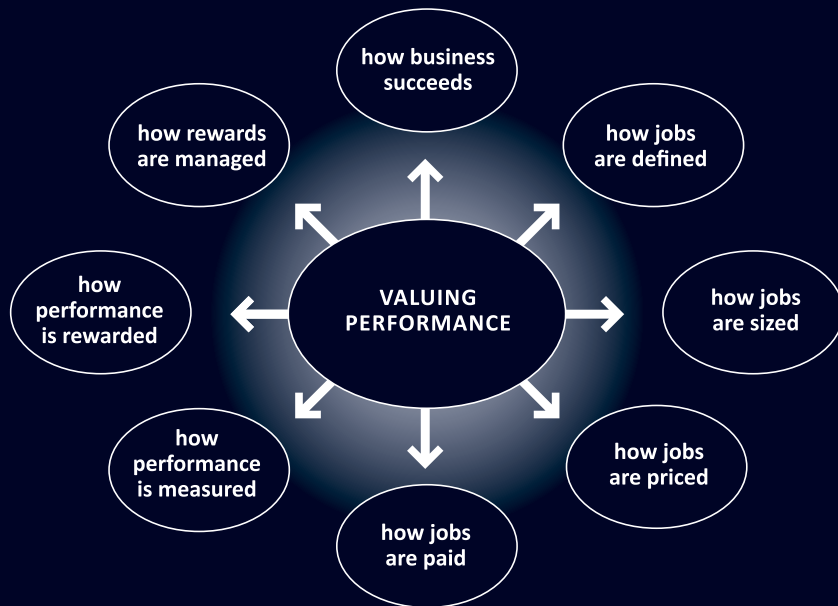 how business
succeeds
how jobs
are defined
how jobs
are sized
how jobs
are priced
how jobs
are paid
how
performance
is measured
how
performance
is rewarded
how rewards
are managed
VALUING
PERFORMANCE